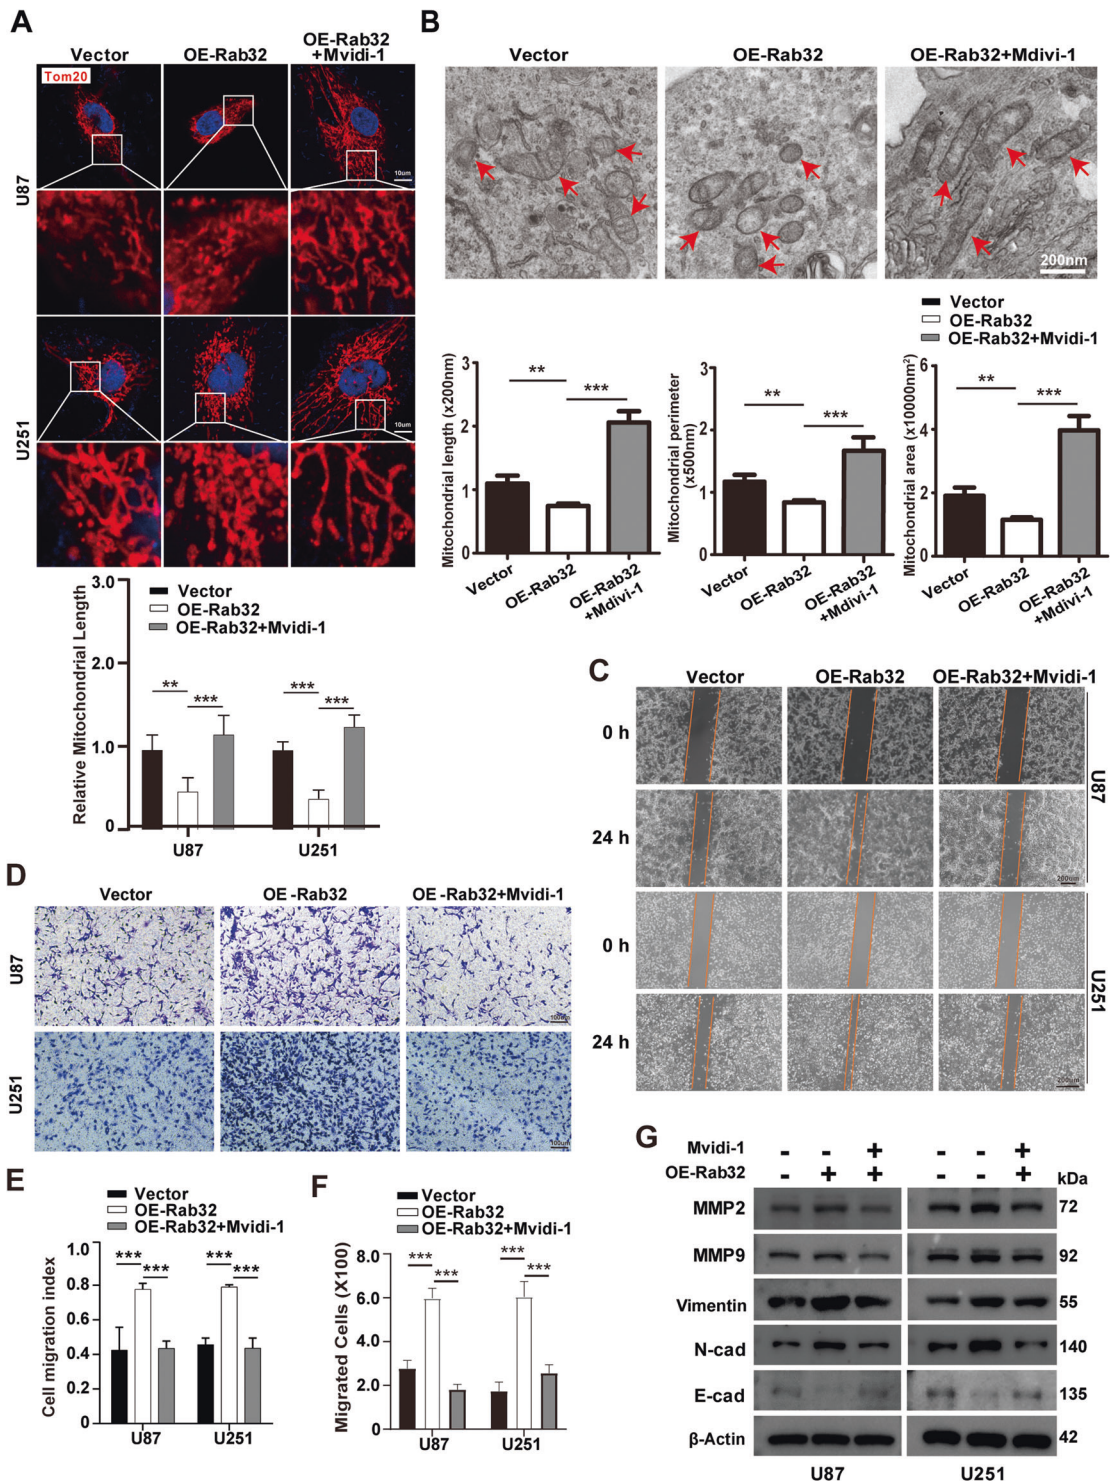 A
Vector OE-Rab32 OE-Rab32
+Mvidi-1
Tom20
10um
U87
10um
U251
Relative Mitochondrial Length
3.0
2.0
1.0
0
Vector
OE-Rab32
OE-Rab32+Mvidi-1
** *** *** ***
U87 U251
B
Vector OE-Rab32 OE-Rab32+Mdivi-1
200nm
Vector
OE-Rab32
OE-Rab32+Mvidi-1
Mitochondrial length (x200nm)
3
2
1
0
** ***
Vector
OE-Rab32
OE-Rab32
+Mdivi-1
Mitochondrial perimeter
(x500nm)
3
2
1
0
** ***
Vector
OE-Rab32
OE-Rab32
+Mdivi-1
Mitochondrial area (x10000nm²)
6
4
2
0
** ***
Vector
OE-Rab32
OE-Rab32
+Mdivi-1
C
Vector OE-Rab32 OE-Rab32+Mvidi-1
0 h
24 h
200um
U87
0 h
24 h
200um
U251
D
Vector OE -Rab32 OE -Rab32+Mvidi-1
U87
100um
U251
100um
E
Vector
OE-Rab32
OE-Rab32+Mvidi-1
Cell migration index
1.0
0.8
0.6
0.4
0.2
0
*** *** *** ***
U87 U251
F
Vector
OE-Rab32
OE-Rab32+Mvidi-1
Migrated Cells (X100)
8.0
6.0
4.0
2.0
0
*** *** *** ***
U87 U251
G
Mvidi-1 - - + - - +
OE-Rab32 - + + - - + kDa
MMP2 72
MMP9 92
Vimentin 55
N-cad 140
E-cad 135
β-Actin 42
U87 U251